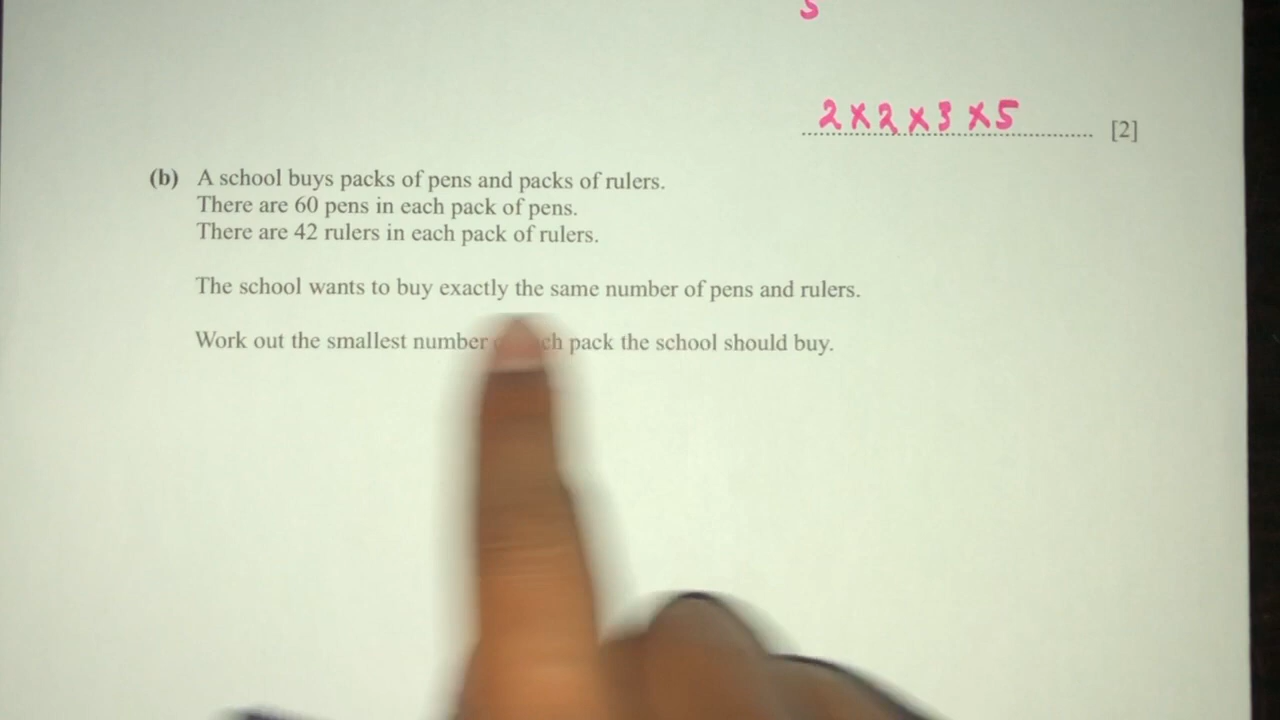 2×2×3×5 [2]
(b) A school buys packs of pens and packs of rulers.
There are 60 pens in each pack of pens.
There are 42 rulers in each pack of rulers.
The school wants to buy exactly the same number of pens and rulers.
Work out the smallest number pack the school should buy.